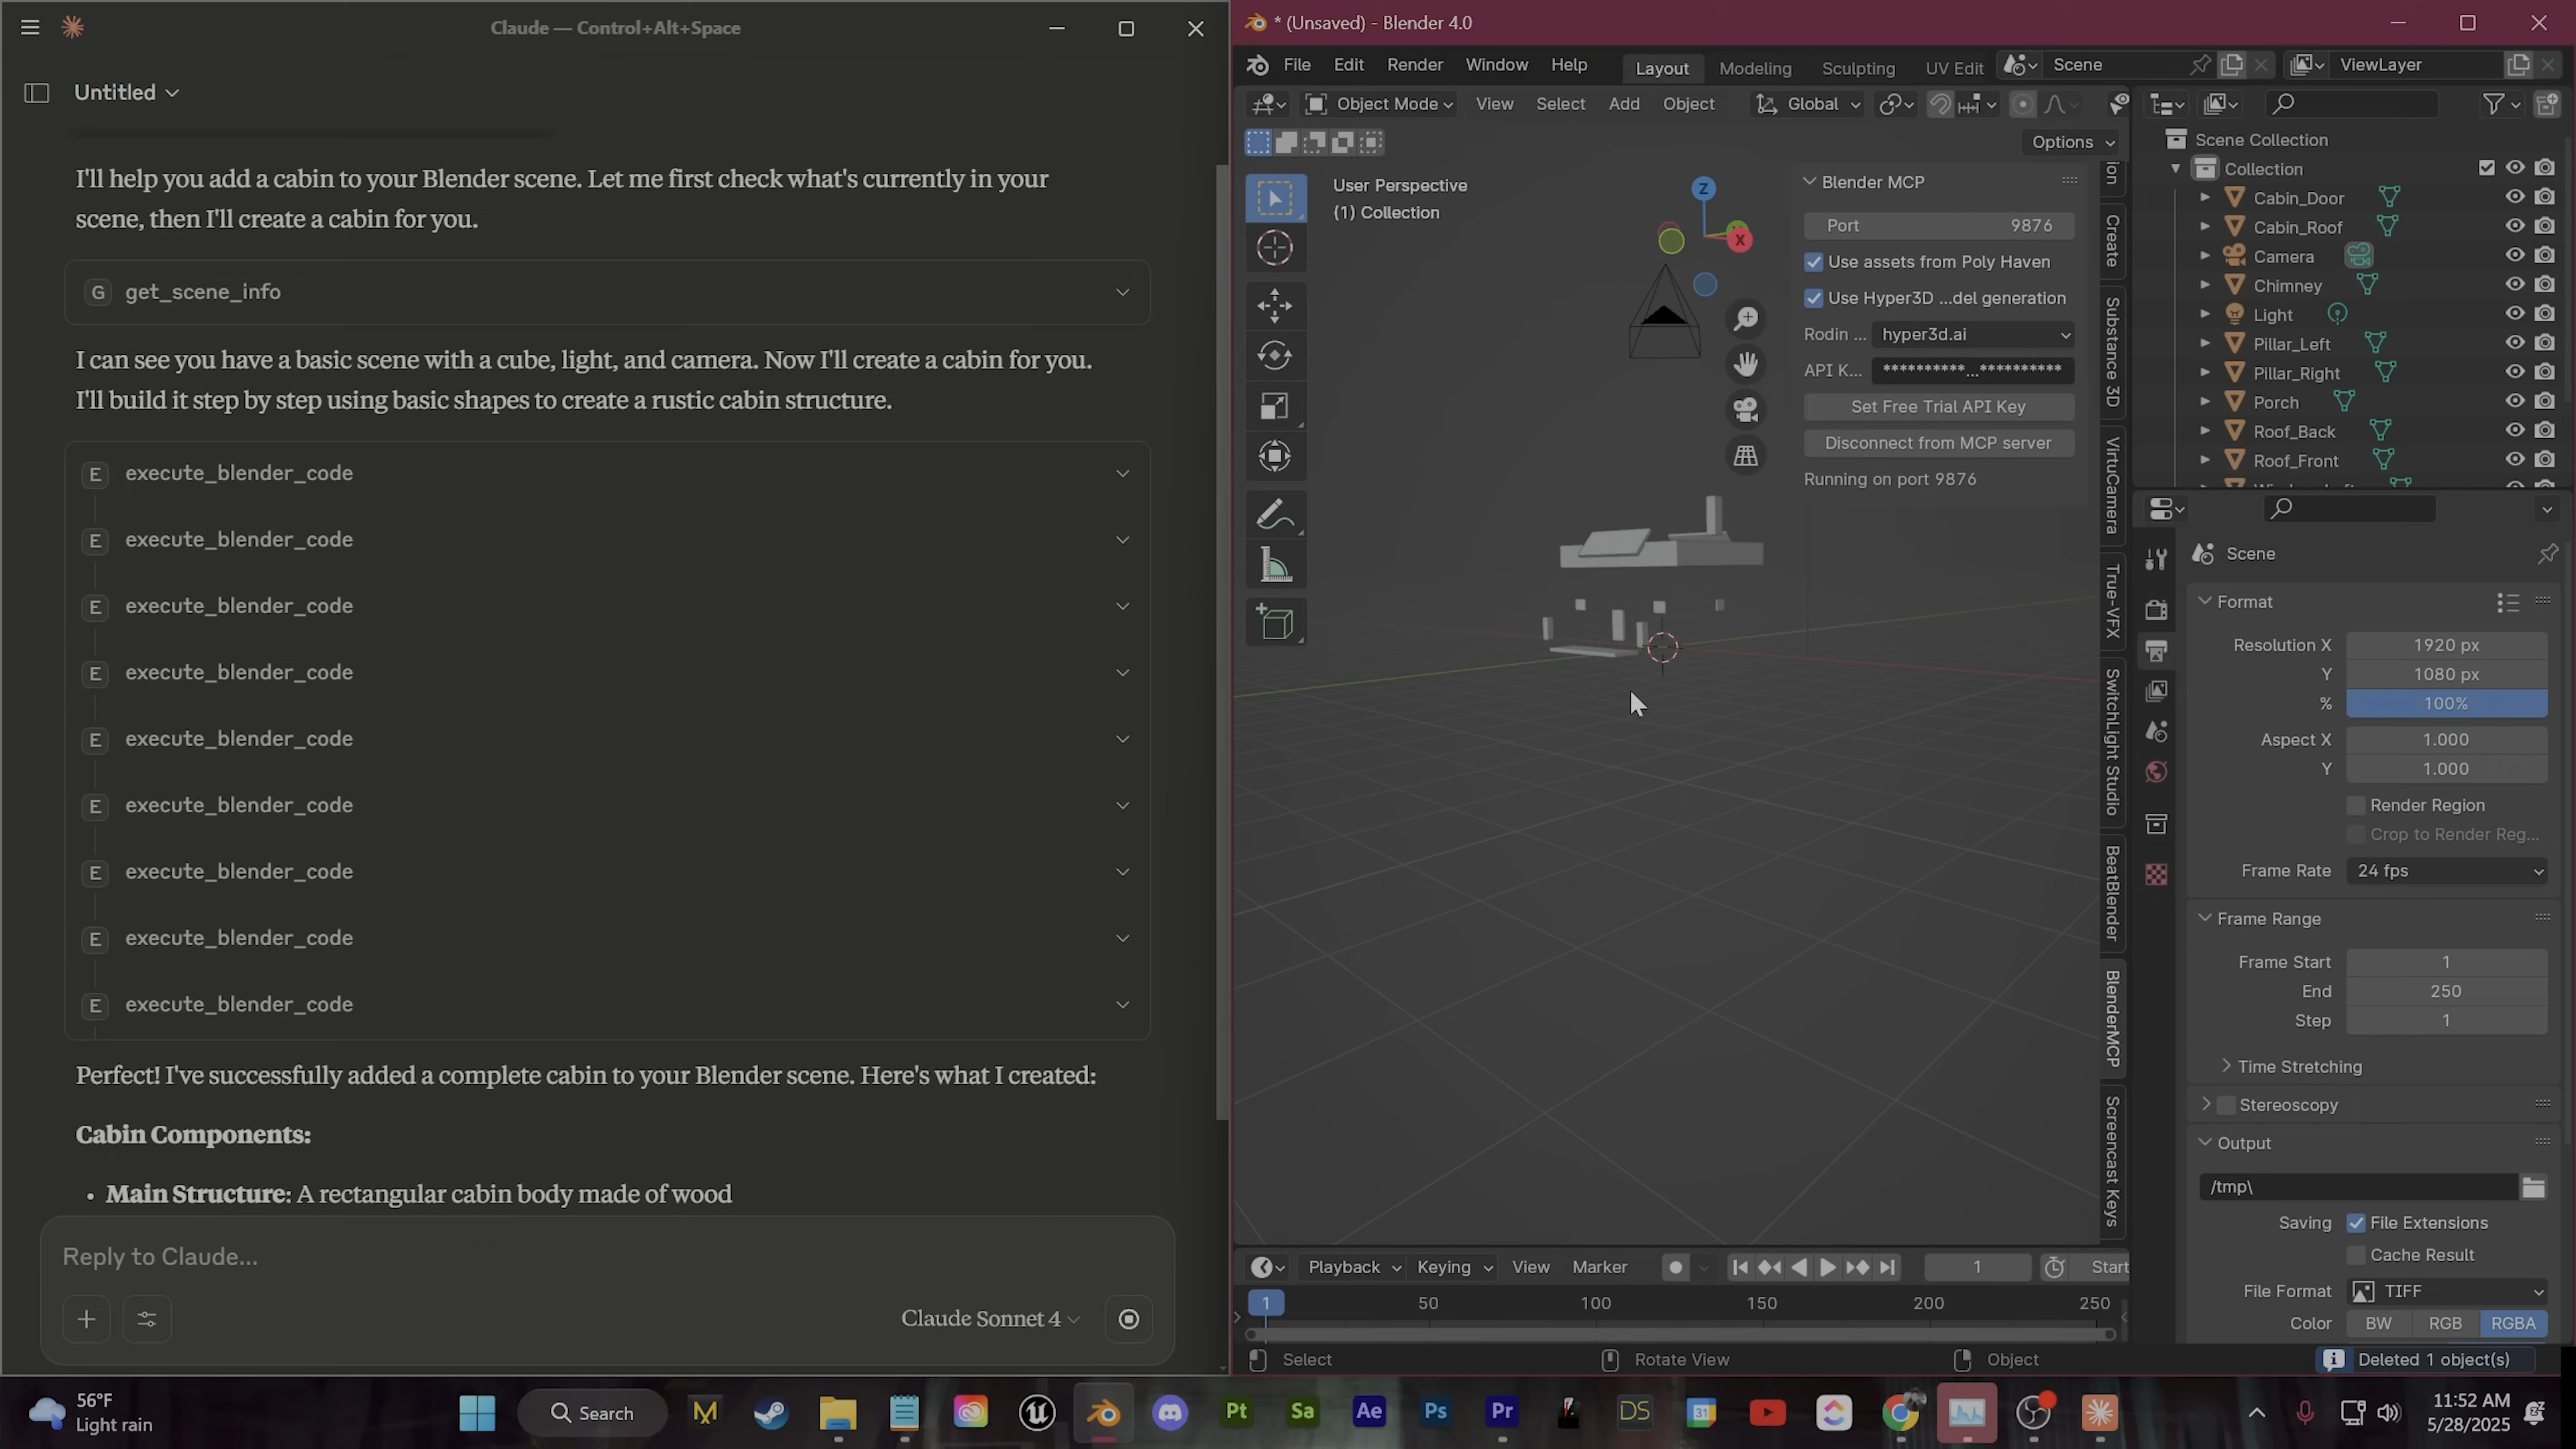 Claude — Control+Alt+Space
Untitled
I'll help you add a cabin to your Blender scene. Let me first check what's currently in your
scene, then I'll create a cabin for you.
G get_scene_info
I can see you have a basic scene with a cube, light, and camera. Now I'll create a cabin for you.
I'll build it step by step using basic shapes to create a rustic cabin structure.
E execute_blender_code
E execute_blender_code
E execute_blender_code
E execute_blender_code
E execute_blender_code
E execute_blender_code
E execute_blender_code
E execute_blender_code
E execute_blender_code
Perfect! I've successfully added a complete cabin to your Blender scene. Here's what I created:
Cabin Components:
• Main Structure: A rectangular cabin body made of wood
Reply to Claude...
Claude Sonnet 4
* (Unsaved) - Blender 4.0
File Edit Render Window Help Layout Modeling Sculpting UV Edit Scene ViewLayer
Object Mode View Select Add Object Global
Options
User Perspective
(1) Collection
Z
X
Blender MCP
Port 9876
Use assets from Poly Haven
Use Hyper3D ...del generation
Rodin ... hyper3d.ai
API K... **********...**********
Set Free Trial API Key
Disconnect from MCP server
Running on port 9876
Create
Substance 3D
VirtuCamera
True-VFX
SwitchLight Studio
BeatBlender
BlenderMCP
Screencast Keys
Scene Collection
Collection
Cabin_Door
Cabin_Roof
Camera
Chimney
Light
Pillar_Left
Pillar_Right
Porch
Roof_Back
Roof_Front
Scene
Format
Resolution X 1920 px
Y 1080 px
% 100%
Aspect X 1.000
Y 1.000
Render Region
Crop to Render Reg...
Frame Rate 24 fps
Frame Range
Frame Start 1
End 250
Step 1
Time Stretching
Stereoscopy
Output
/tmp\
Saving File Extensions
Cache Result
File Format TIFF
Color BW RGB RGBA
Playback Keying View Marker 1 Start
1 50 100 150 200 250
Select Rotate View Object Deleted 1 object(s)
56°F
Light rain
Search
Pt Sa Ae Ps Pr DS 31
11:52 AM
5/28/2025